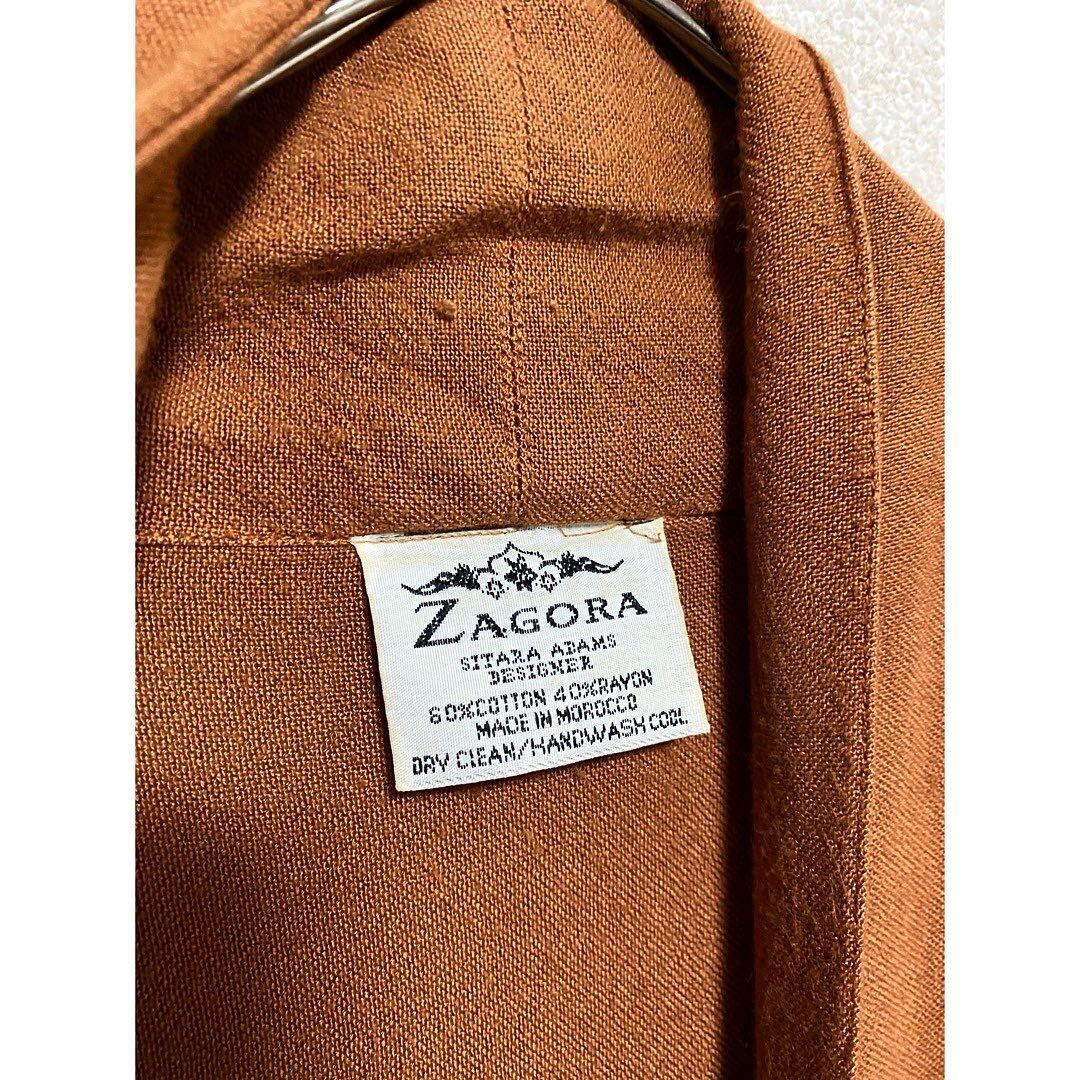 ZAGORA
SITARA ADAMS
DESIGNER
60%COTTON 40%RAYON
MADE IN MOROCCO
DRY CLEAN/HANDWASH COOL